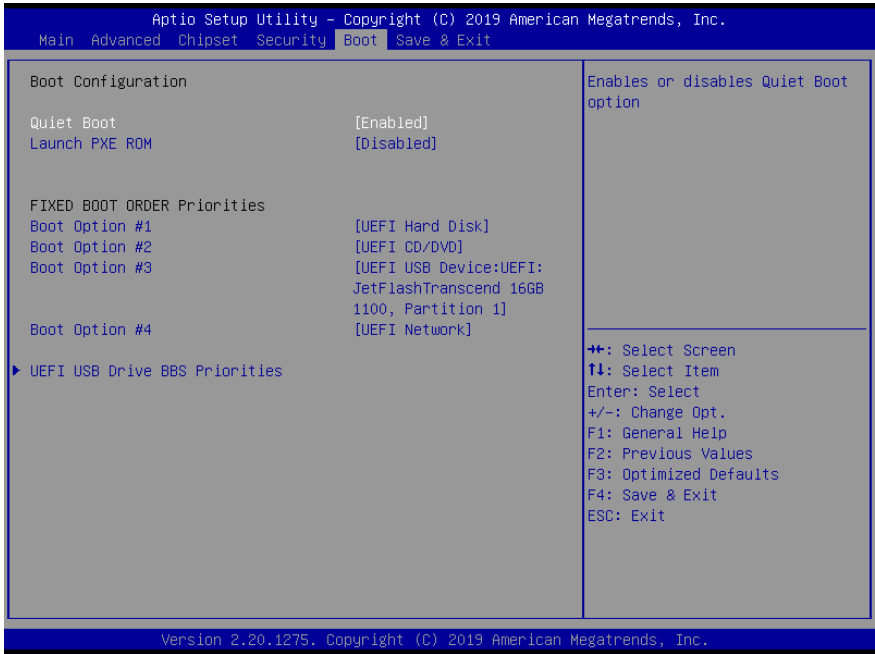 Aptio Setup Utility – Copyright (C) 2019 American Megatrends, Inc.
Main Advanced Chipset Security Boot Save & Exit
Boot Configuration
Quiet Boot [Enabled]
Launch PXE ROM [Disabled]
FIXED BOOT ORDER Priorities
Boot Option #1 [UEFI Hard Disk]
Boot Option #2 [UEFI CD/DVD]
Boot Option #3 [UEFI USB Device:UEFI:
JetFlashTranscend 16GB
1100, Partition 1]
Boot Option #4 [UEFI Network]
UEFI USB Drive BBS Priorities
Enables or disables Quiet Boot
option
→←: Select Screen
↑↓: Select Item
Enter: Select
+/-: Change Opt.
F1: General Help
F2: Previous Values
F3: Optimized Defaults
F4: Save & Exit
ESC: Exit
Version 2.20.1275. Copyright (C) 2019 American Megatrends, Inc.